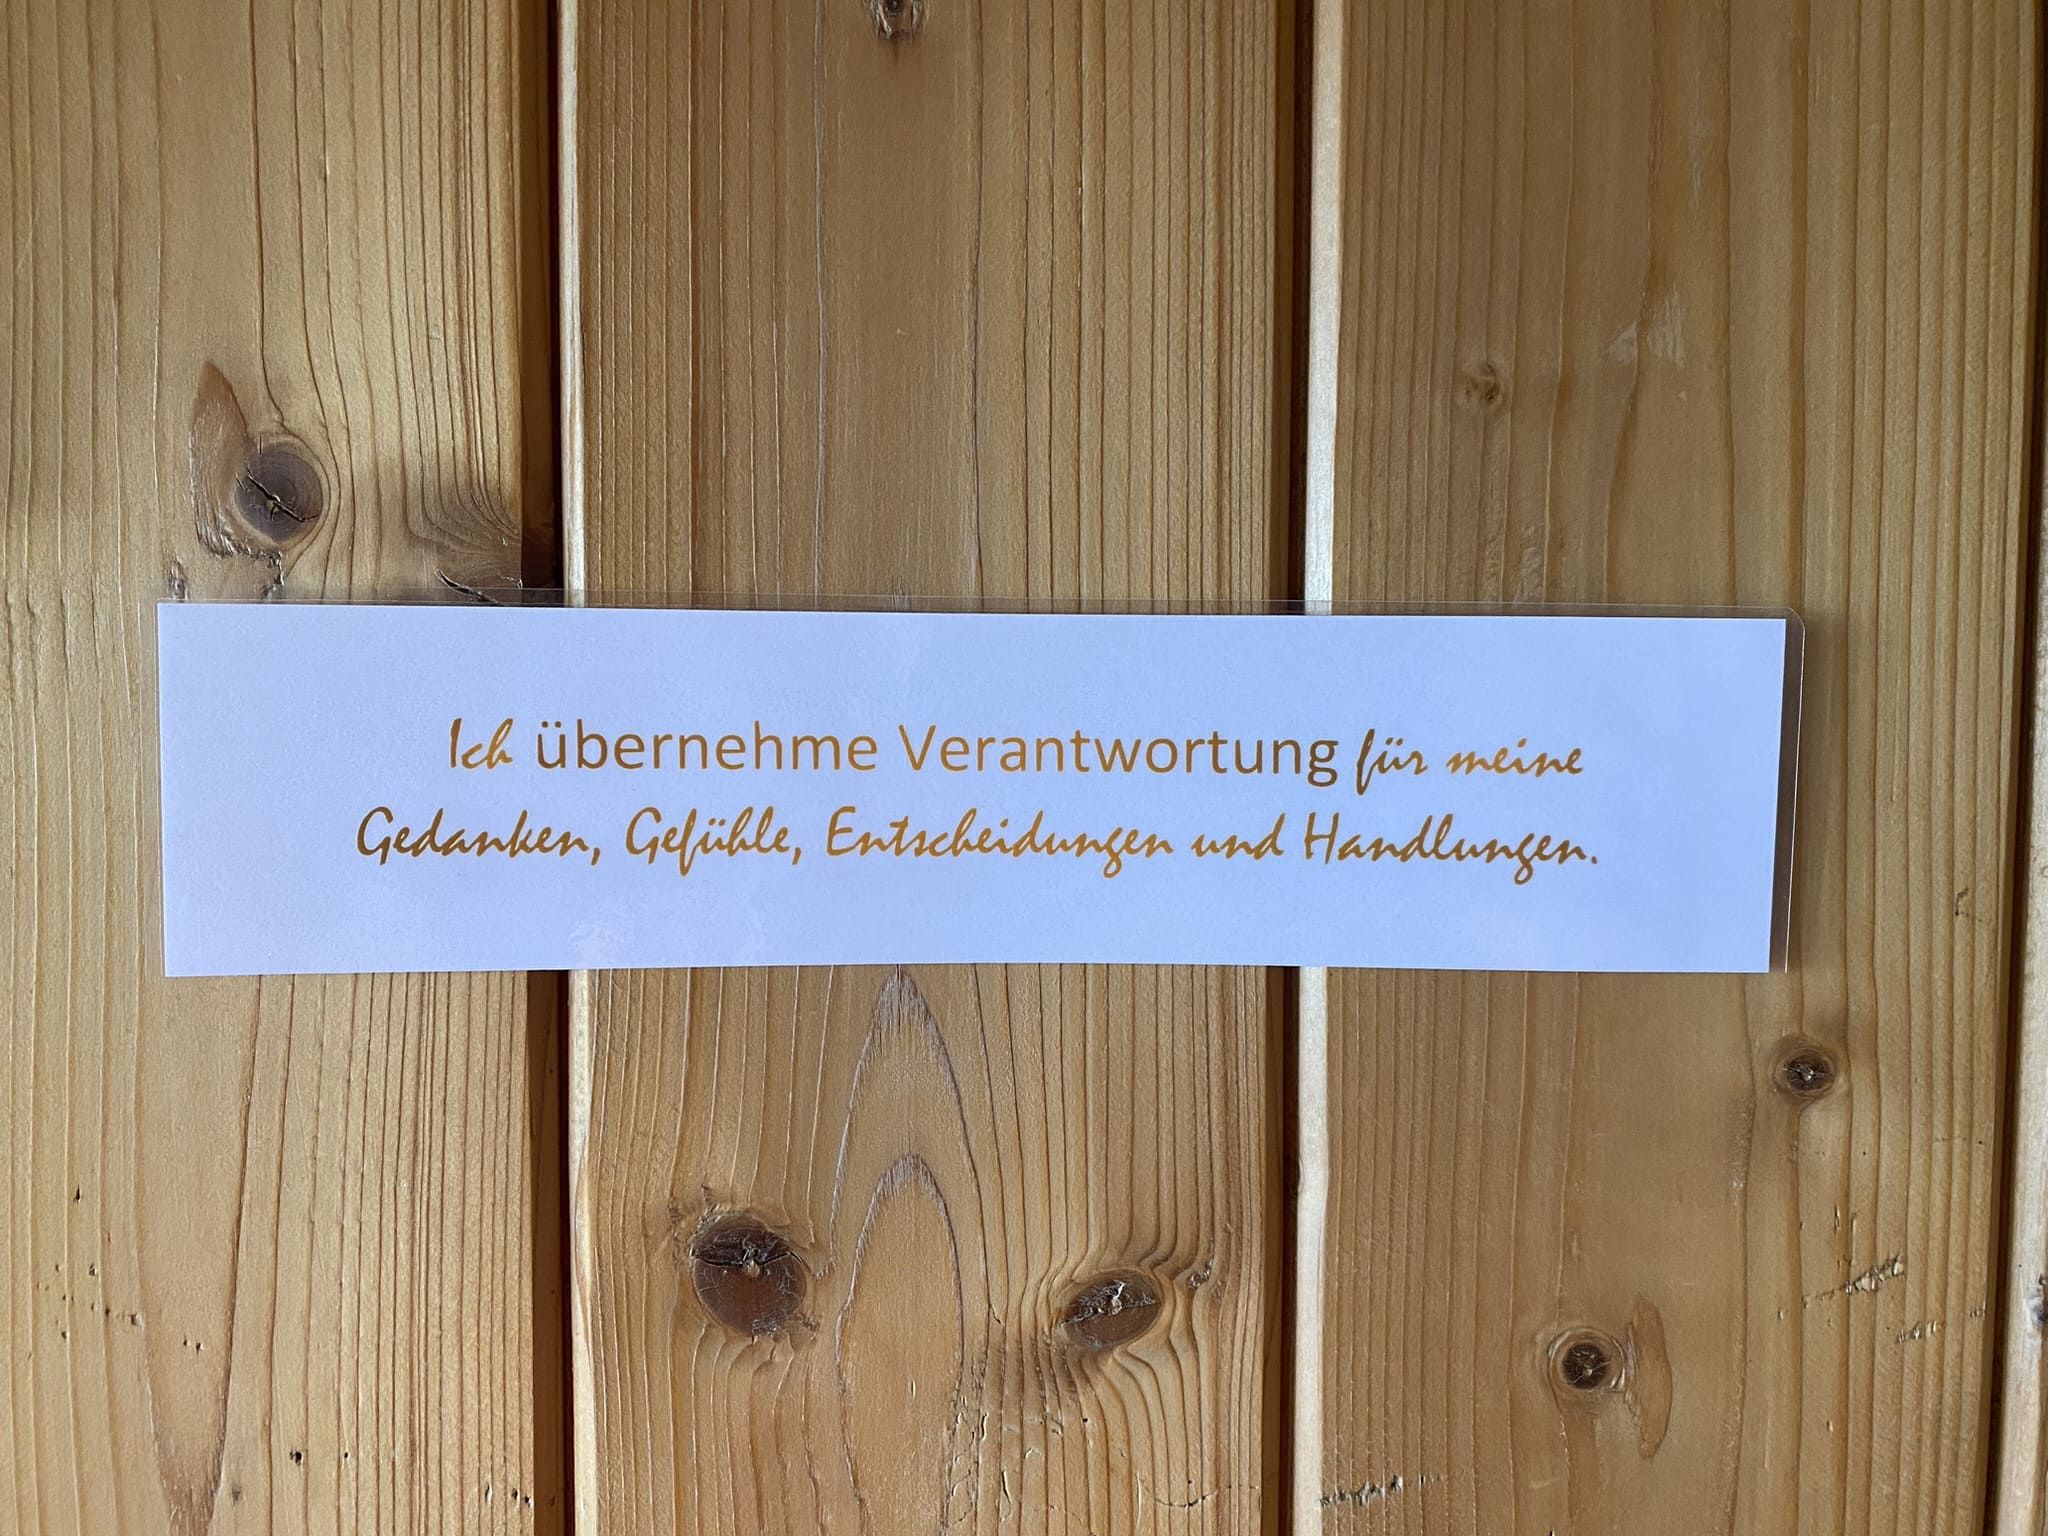 Ich übernehme Verantwortung für meine
Gedanken, Gefühle, Entscheidungen und Handlungen.